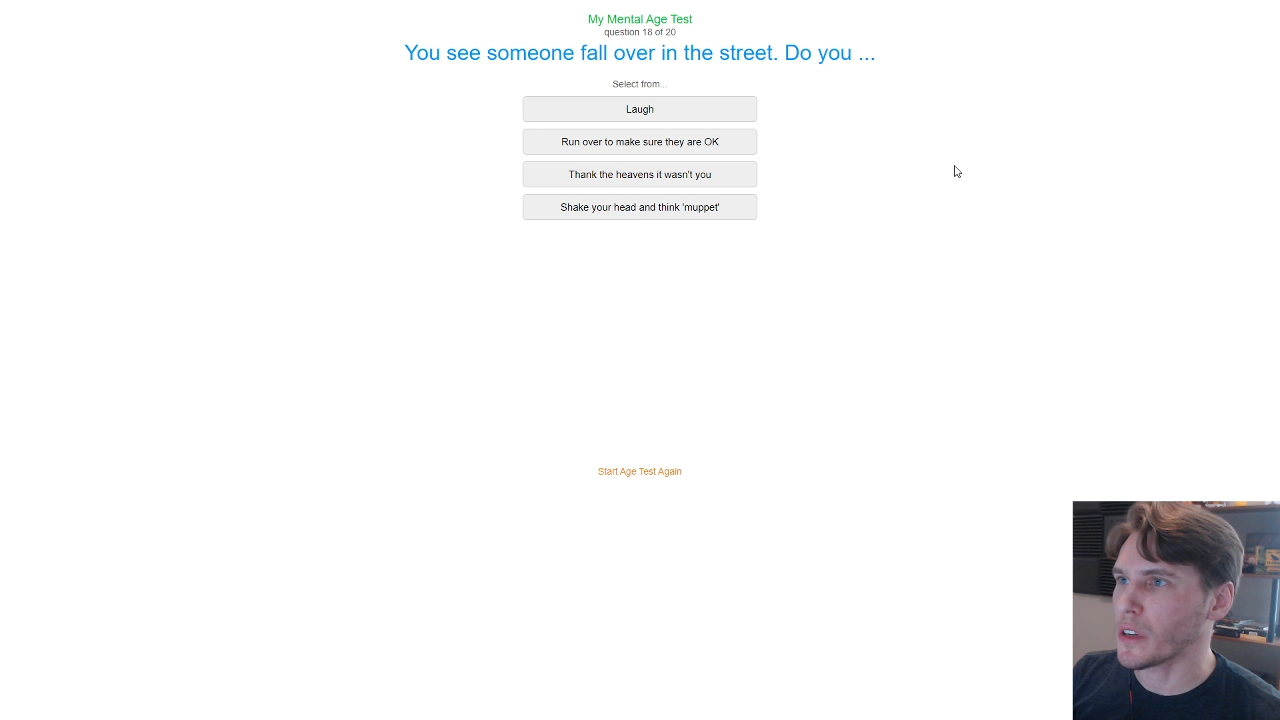 My Mental Age Test
question 18 of 20
You see someone fall over in the street. Do you ...
Select from...
Laugh
Run over to make sure they are OK
Thank the heavens it wasn't you
Shake your head and think 'muppet'
Start Age Test Again